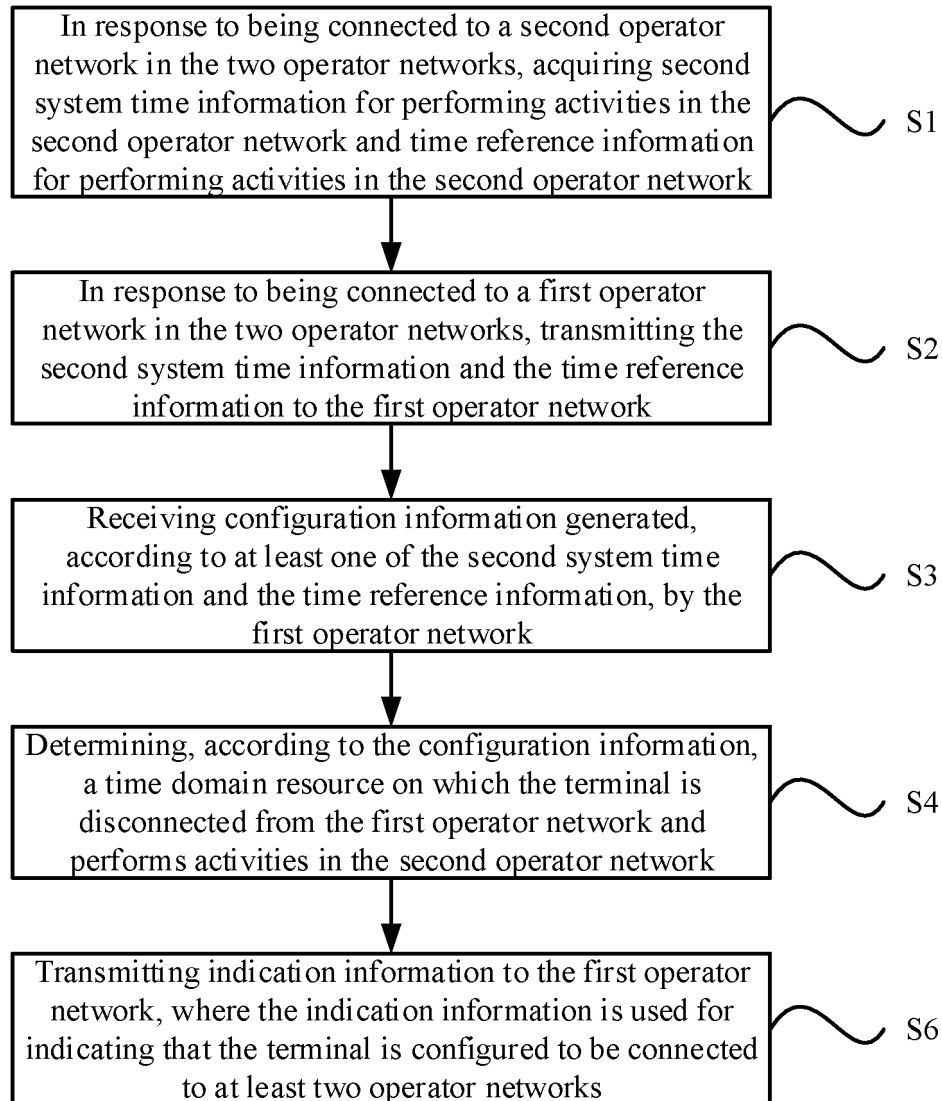 In response to being connected to a second operator
network in the two operator networks, acquiring second
system time information for performing activities in the
second operator network and time reference information
for performing activities in the second operator network
S1
In response to being connected to a first operator
network in the two operator networks, transmitting the
second system time information and the time reference
information to the first operator network
S2
Receiving configuration information generated,
according to at least one of the second system time
information and the time reference information, by the
first operator network
S3
Determining, according to the configuration information,
a time domain resource on which the terminal is
disconnected from the first operator network and
performs activities in the second operator network
S4
Transmitting indication information to the first operator
network, where the indication information is used for
indicating that the terminal is configured to be connected
to at least two operator networks
S6